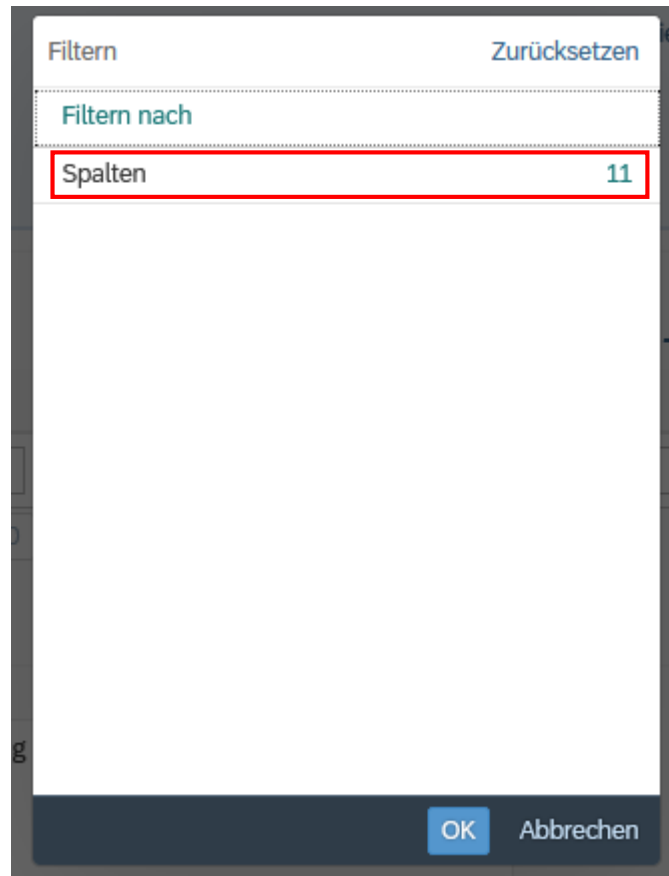 Filtern Zurücksetzen
Filtern nach
Spalten 11
g
OK Abbrechen